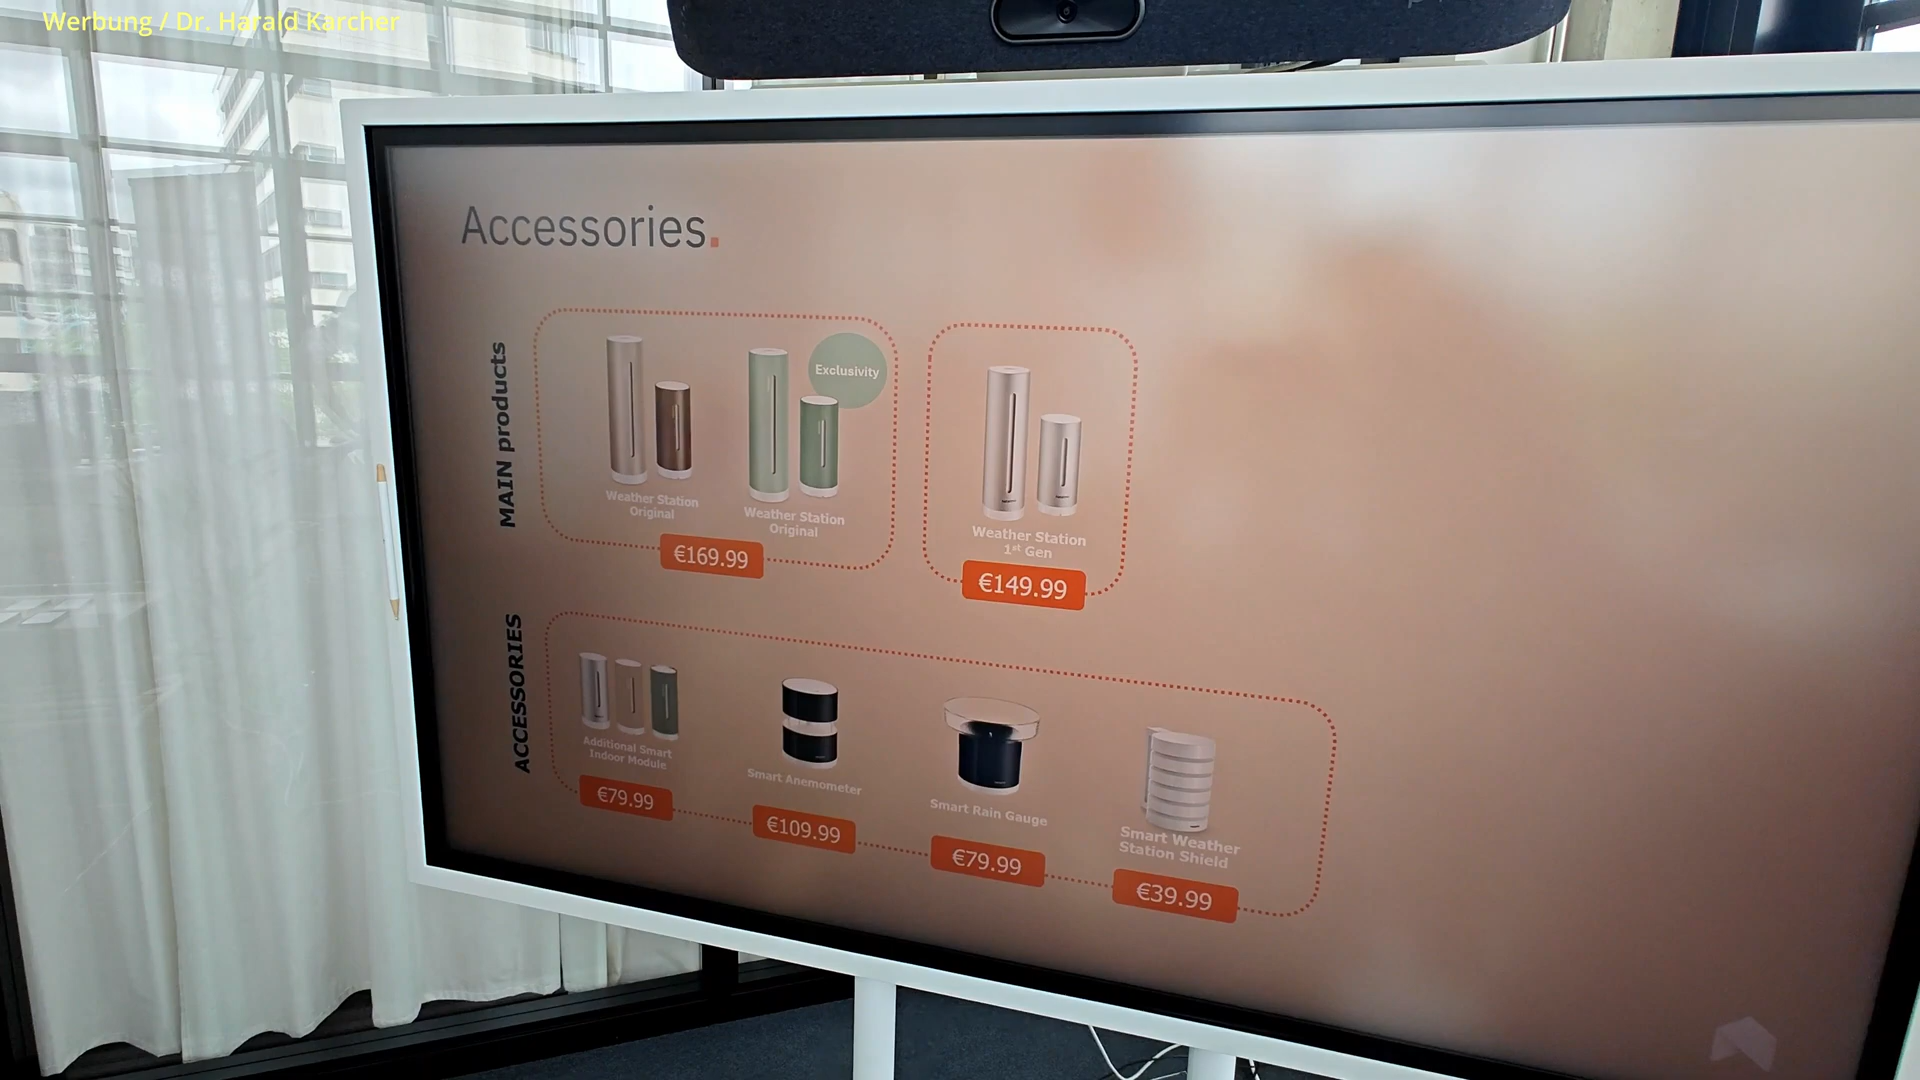 Werbung / Dr. Harald Karcher
Accessories.
MAIN products
Exclusivity
Weather Station
Original
Weather Station
Original
€169.99
Weather Station
1st Gen
€149.99
ACCESSORIES
Additional Smart
Indoor Module
€79.99
Smart Anemometer
€109.99
Smart Rain Gauge
€79.99
Smart Weather
Station Shield
€39.99